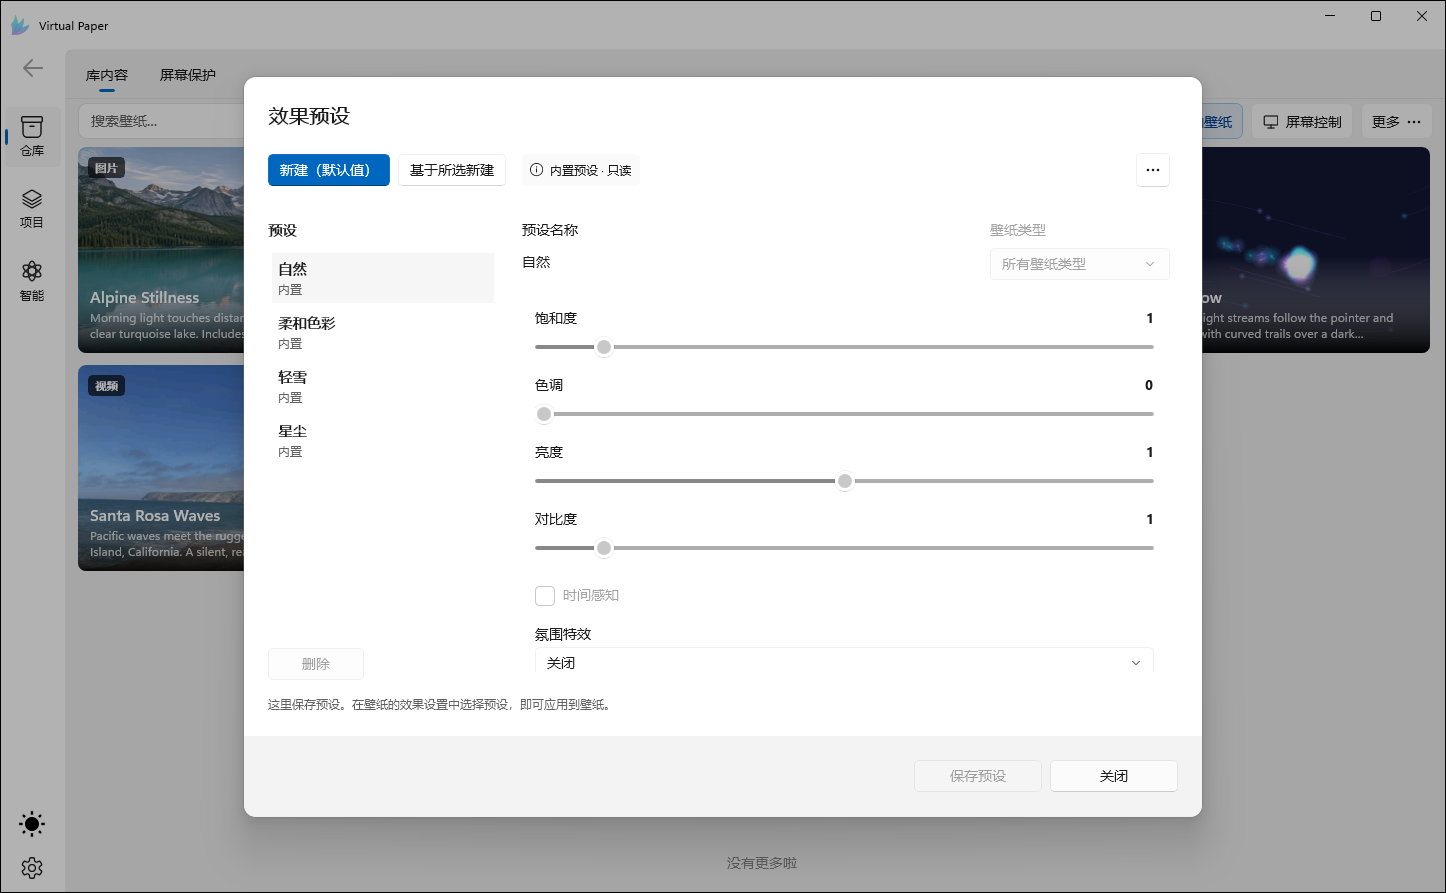 Virtual Paper
库内容
屏幕保护
搜索壁纸...
壁纸
屏幕控制
更多 ···
仓库
项目
智能
图片
Alpine Stillness
Morning light touches distan
clear turquoise lake. Includes
视频
Santa Rosa Waves
Pacific waves meet the rugge
Island, California. A silent, rea
ow
ight streams follow the pointer and
with curved trails over a dark...
效果预设
新建（默认值）
基于所选新建
内置预设 · 只读
···
预设
自然
内置
柔和色彩
内置
轻雪
内置
星尘
内置
删除
预设名称
自然
壁纸类型
所有壁纸类型
饱和度
1
色调
0
亮度
1
对比度
1
时间感知
氛围特效
关闭
这里保存预设。在壁纸的效果设置中选择预设，即可应用到壁纸。
保存预设
关闭
没有更多啦